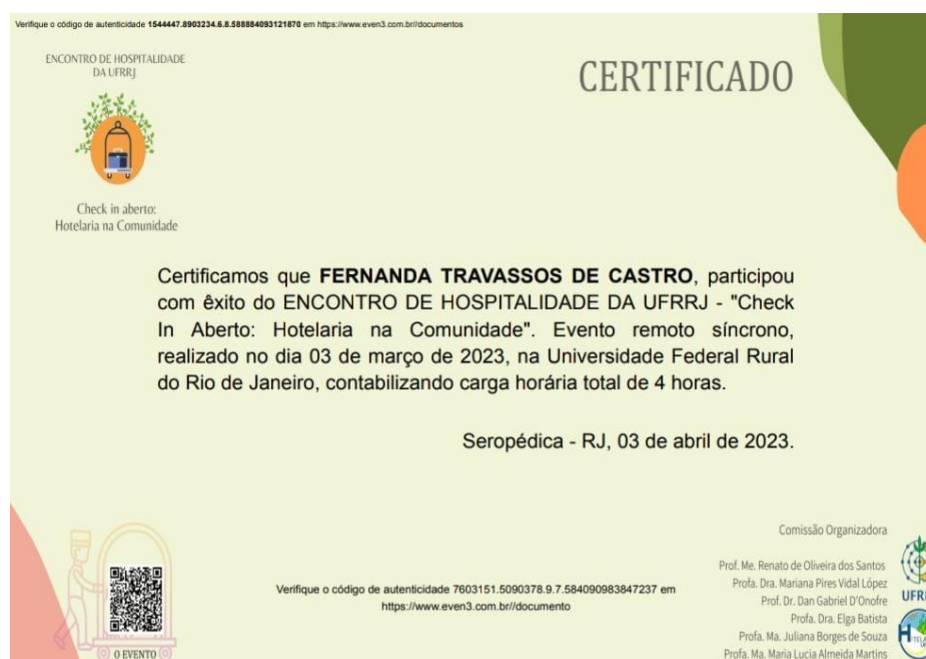 Verifique o código de autenticidade 1544447.8903234.6.8.588884093121870 em https://www.even3.com.br//documentos
ENCONTRO DE HOSPITALIDADE
DA UFRRJ
CERTIFICADO
Check in aberto:
Hotelaria na Comunidade
Certificamos que FERNANDA TRAVASSOS DE CASTRO, participou
com êxito do ENCONTRO DE HOSPITALIDADE DA UFRRJ - "Check
In Aberto: Hotelaria na Comunidade". Evento remoto síncrono,
realizado no dia 03 de março de 2023, na Universidade Federal Rural
do Rio de Janeiro, contabilizando carga horária total de 4 horas.
Seropédica - RJ, 03 de abril de 2023.
Comissão Organizadora
Prof. Me. Renato de Oliveira dos Santos
Profa. Dra. Mariana Pires Vidal López
Prof. Dr. Dan Gabriel D'Onofre
Profa. Dra. Elga Batista
Profa. Ma. Juliana Borges de Souza
Profa. Ma. Maria Lucia Almeida Martins
Verifique o código de autenticidade 7603151.5090378.9.7.584090983847237 em
https://www.even3.com.br//documento
O EVENTO